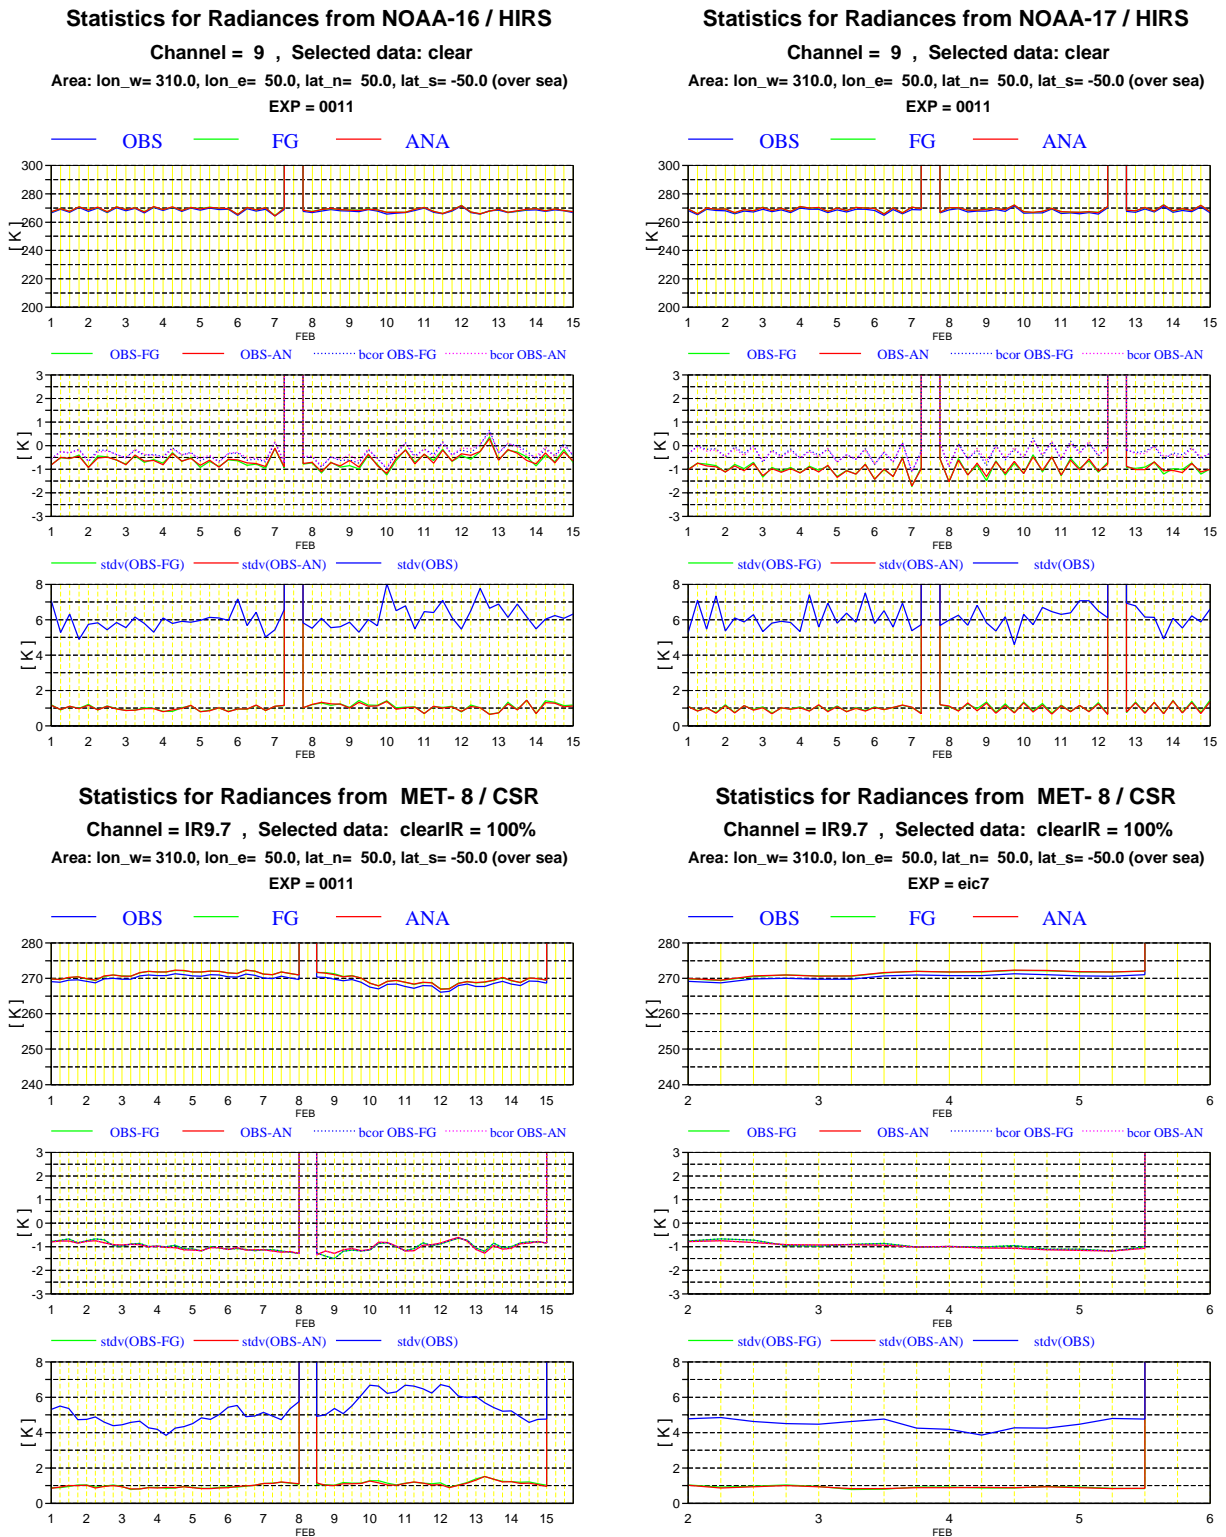 Statistics for Radiances from NOAA-16 / HIRS
Channel = 9 , Selected data: clear
Area: lon_w= 310.0, lon_e= 50.0, lat_n= 50.0, lat_s= -50.0 (over sea)
EXP = 0011
OBS FG ANA
300
280
260
240
220
200
[ K ]
1 2 3 4 5 6 7 8 9 10 11 12 13 14 15
FEB
OBS-FG OBS-AN bcor OBS-FG bcor OBS-AN
3
2
1
0
-1
-2
-3
[ K ]
1 2 3 4 5 6 7 8 9 10 11 12 13 14 15
FEB
stdv(OBS-FG) stdv(OBS-AN) stdv(OBS)
8
6
4
2
0
[ K ]
1 2 3 4 5 6 7 8 9 10 11 12 13 14 15
FEB
Statistics for Radiances from NOAA-17 / HIRS
Channel = 9 , Selected data: clear
Area: lon_w= 310.0, lon_e= 50.0, lat_n= 50.0, lat_s= -50.0 (over sea)
EXP = 0011
OBS FG ANA
300
280
260
240
220
200
[ K ]
1 2 3 4 5 6 7 8 9 10 11 12 13 14 15
FEB
OBS-FG OBS-AN bcor OBS-FG bcor OBS-AN
3
2
1
0
-1
-2
-3
[ K ]
1 2 3 4 5 6 7 8 9 10 11 12 13 14 15
FEB
stdv(OBS-FG) stdv(OBS-AN) stdv(OBS)
8
6
4
2
0
[ K ]
1 2 3 4 5 6 7 8 9 10 11 12 13 14 15
FEB
Statistics for Radiances from MET- 8 / CSR
Channel = IR9.7 , Selected data: clearIR = 100%
Area: lon_w= 310.0, lon_e= 50.0, lat_n= 50.0, lat_s= -50.0 (over sea)
EXP = 0011
OBS FG ANA
280
270
260
250
240
[ K ]
1 2 3 4 5 6 7 8 9 10 11 12 13 14 15
FEB
OBS-FG OBS-AN bcor OBS-FG bcor OBS-AN
3
2
1
0
-1
-2
-3
[ K ]
1 2 3 4 5 6 7 8 9 10 11 12 13 14 15
FEB
stdv(OBS-FG) stdv(OBS-AN) stdv(OBS)
8
6
4
2
0
[ K ]
1 2 3 4 5 6 7 8 9 10 11 12 13 14 15
FEB
Statistics for Radiances from MET- 8 / CSR
Channel = IR9.7 , Selected data: clearIR = 100%
Area: lon_w= 310.0, lon_e= 50.0, lat_n= 50.0, lat_s= -50.0 (over sea)
EXP = eic7
OBS FG ANA
280
270
260
250
240
[ K ]
2 3 4 5 6
FEB
OBS-FG OBS-AN bcor OBS-FG bcor OBS-AN
3
2
1
0
-1
-2
-3
[ K ]
2 3 4 5 6
FEB
stdv(OBS-FG) stdv(OBS-AN) stdv(OBS)
8
6
4
2
0
[ K ]
2 3 4 5 6
FEB